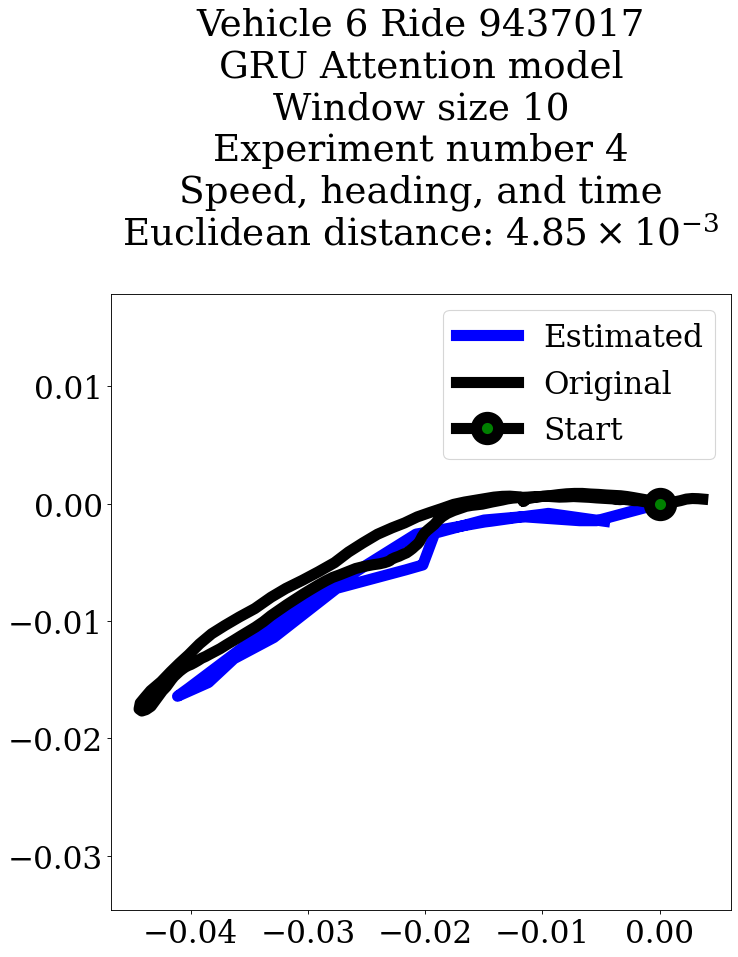 Vehicle 6 Ride 9437017
GRU Attention model
Window size 10
Experiment number 4
Speed, heading, and time
Euclidean distance: 4.85 × 10⁻³
Estimated
Original
Start
0.01
0.00
−0.01
−0.02
−0.03
−0.04 −0.03 −0.02 −0.01 0.00